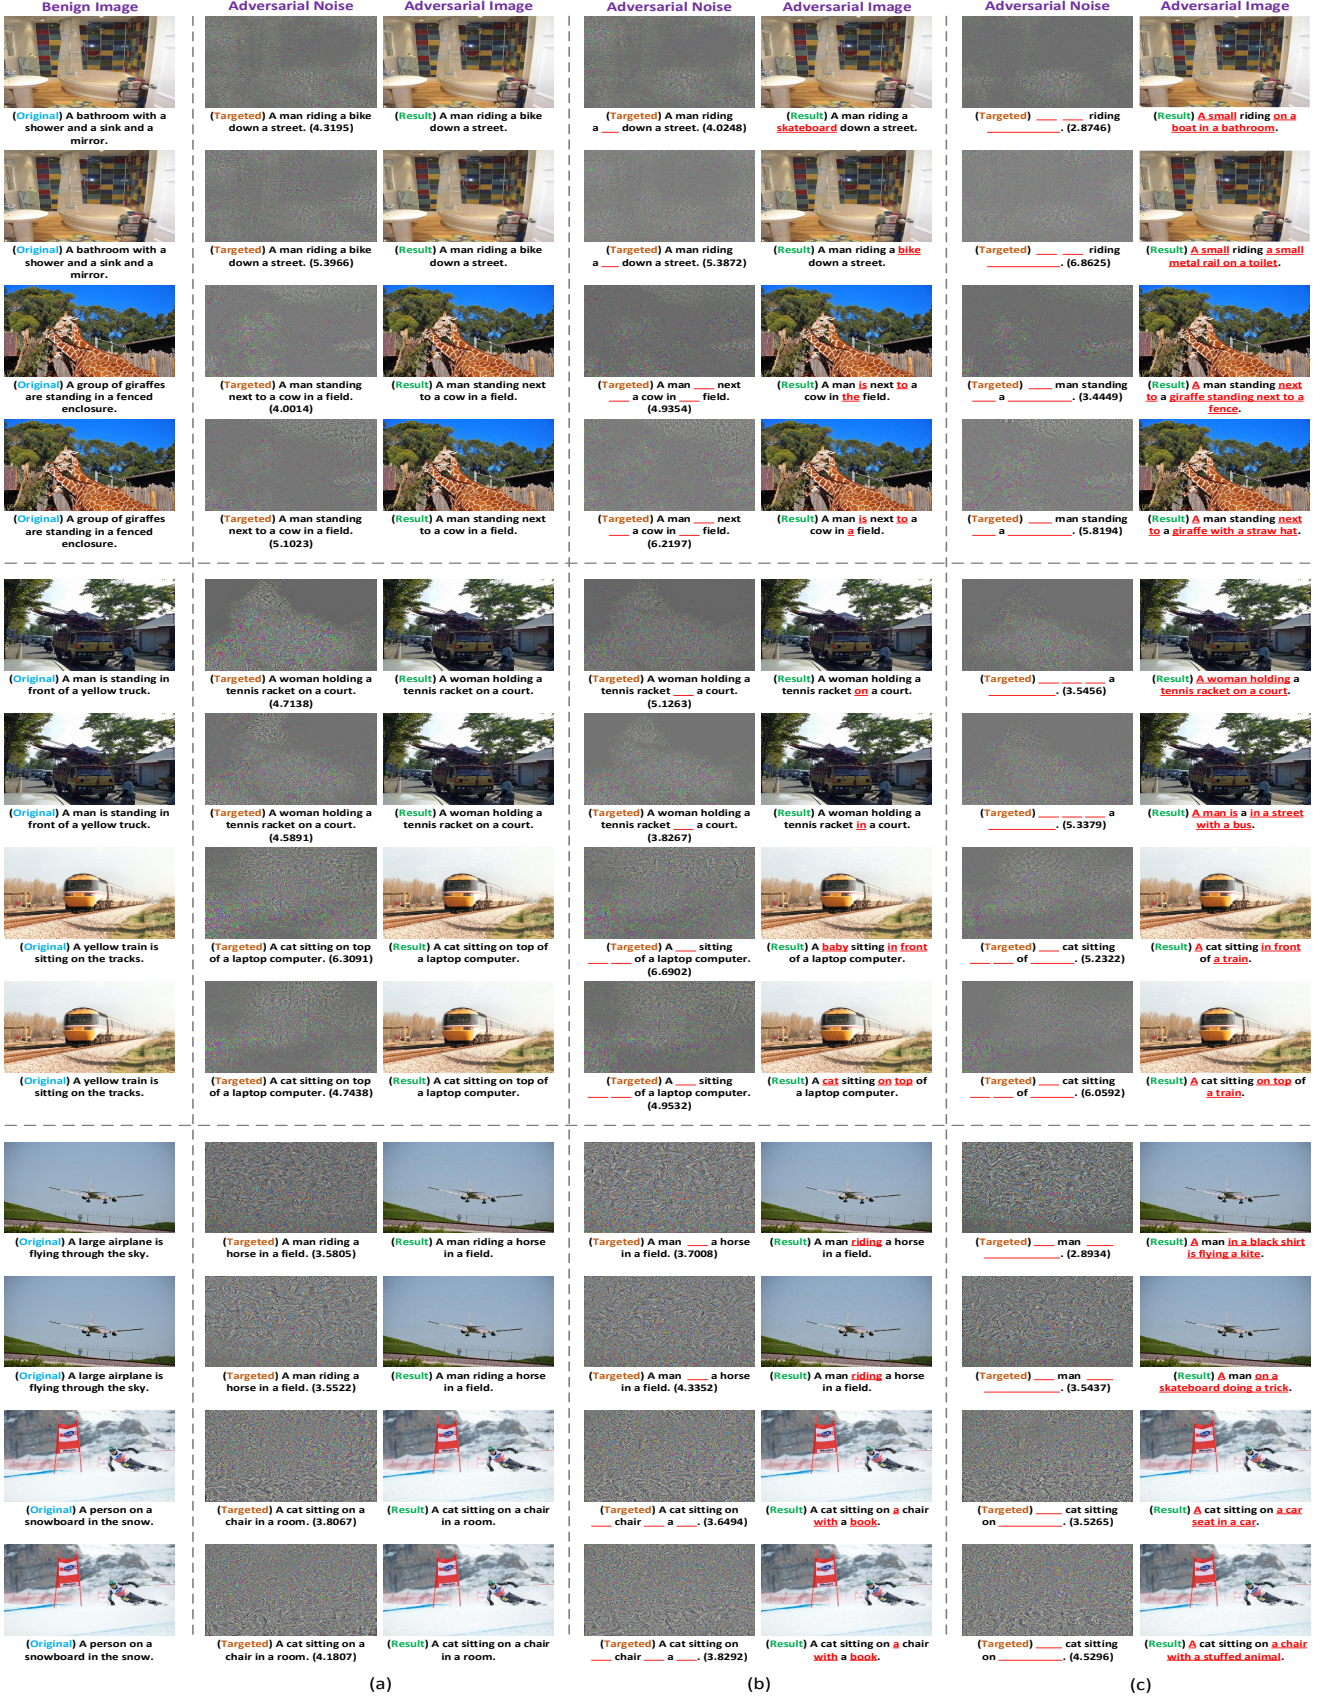 Benign Image
Adversarial Noise
Adversarial Image
Adversarial Noise
Adversarial Image
Adversarial Noise
Adversarial Image
(Original) A bathroom with a
shower and a sink and a
mirror.
(Targeted) A man riding a bike
down a street. (4.3195)
(Result) A man riding a bike
down a street.
(Targeted) A man riding
a ___ down a street. (4.0248)
(Result) A man riding a
skateboard down a street.
(Targeted) ___ ___ riding
___________. (2.8746)
(Result) A small riding on a
boat in a bathroom.
(Original) A bathroom with a
shower and a sink and a
mirror.
(Targeted) A man riding a bike
down a street. (5.3966)
(Result) A man riding a bike
down a street.
(Targeted) A man riding
a ___ down a street. (5.3872)
(Result) A man riding a bike
down a street.
(Targeted) ___ ___ riding
___________. (6.8625)
(Result) A small riding a small
metal rail on a toilet.
(Original) A group of giraffes
are standing in a fenced
enclosure.
(Targeted) A man standing
next to a cow in a field.
(4.0014)
(Result) A man standing next
to a cow in a field.
(Targeted) A man ___ next
___ a cow in ___ field.
(4.9354)
(Result) A man is next to a
cow in the field.
(Targeted) ___ man standing
___ a _________. (3.4449)
(Result) A man standing next
to a giraffe standing next to a
fence.
(Original) A group of giraffes
are standing in a fenced
enclosure.
(Targeted) A man standing
next to a cow in a field.
(5.1023)
(Result) A man standing next
to a cow in a field.
(Targeted) A man ___ next
___ a cow in ___ field.
(6.2197)
(Result) A man is next to a
cow in a field.
(Targeted) ___ man standing
___ a _________. (5.8194)
(Result) A man standing next
to a giraffe with a straw hat.
(Original) A man is standing in
front of a yellow truck.
(Targeted) A woman holding a
tennis racket on a court.
(4.7138)
(Result) A woman holding a
tennis racket on a court.
(Targeted) A woman holding a
tennis racket ___ a court.
(5.1263)
(Result) A woman holding a
tennis racket on a court.
(Targeted) ___ ___ ___ a
__________. (3.5456)
(Result) A woman holding a
tennis racket on a court.
(Original) A man is standing in
front of a yellow truck.
(Targeted) A woman holding a
tennis racket on a court.
(4.5891)
(Result) A woman holding a
tennis racket on a court.
(Targeted) A woman holding a
tennis racket ___ a court.
(3.8267)
(Result) A woman holding a
tennis racket in a court.
(Targeted) ___ ___ ___ a
__________. (5.3379)
(Result) A man is a in a street
with a bus.
(Original) A yellow train is
sitting on the tracks.
(Targeted) A cat sitting on top
of a laptop computer. (6.3091)
(Result) A cat sitting on top of
a laptop computer.
(Targeted) A ___ sitting
___ ___ of a laptop computer.
(6.6902)
(Result) A baby sitting in front
of a laptop computer.
(Targeted) ___ cat sitting
___ ___ of _______. (5.2322)
(Result) A cat sitting in front
of a train.
(Original) A yellow train is
sitting on the tracks.
(Targeted) A cat sitting on top
of a laptop computer. (4.7438)
(Result) A cat sitting on top of
a laptop computer.
(Targeted) A ___ sitting
___ ___ of a laptop computer.
(4.9532)
(Result) A cat sitting on top of
a laptop computer.
(Targeted) ___ cat sitting
___ ___ of _______. (6.0592)
(Result) A cat sitting on top of
a train.
(Original) A large airplane is
flying through the sky.
(Targeted) A man riding a
horse in a field. (3.5805)
(Result) A man riding a horse
in a field.
(Targeted) A man ___ a horse
in a field. (3.7008)
(Result) A man riding a horse
in a field.
(Targeted) ___ man ____
___________. (2.8934)
(Result) A man in a black shirt
is flying a kite.
(Original) A large airplane is
flying through the sky.
(Targeted) A man riding a
horse in a field. (3.5522)
(Result) A man riding a horse
in a field.
(Targeted) A man ___ a horse
in a field. (4.3352)
(Result) A man riding a horse
in a field.
(Targeted) ___ man ____
___________. (3.5437)
(Result) A man on a
skateboard doing a trick.
(Original) A person on a
snowboard in the snow.
(Targeted) A cat sitting on a
chair in a room. (3.8067)
(Result) A cat sitting on a chair
in a room.
(Targeted) A cat sitting on
___ chair ___ a ___. (3.6494)
(Result) A cat sitting on a chair
with a book.
(Targeted) ____ cat sitting
on __________. (3.5265)
(Result) A cat sitting on a car
seat in a car.
(Original) A person on a
snowboard in the snow.
(Targeted) A cat sitting on a
chair in a room. (4.1807)
(Result) A cat sitting on a chair
in a room.
(Targeted) A cat sitting on
___ chair ___ a ___. (3.8292)
(Result) A cat sitting on a chair
with a book.
(Targeted) ____ cat sitting
on __________. (4.5296)
(Result) A cat sitting on a chair
with a stuffed animal.
(a)
(b)
(c)